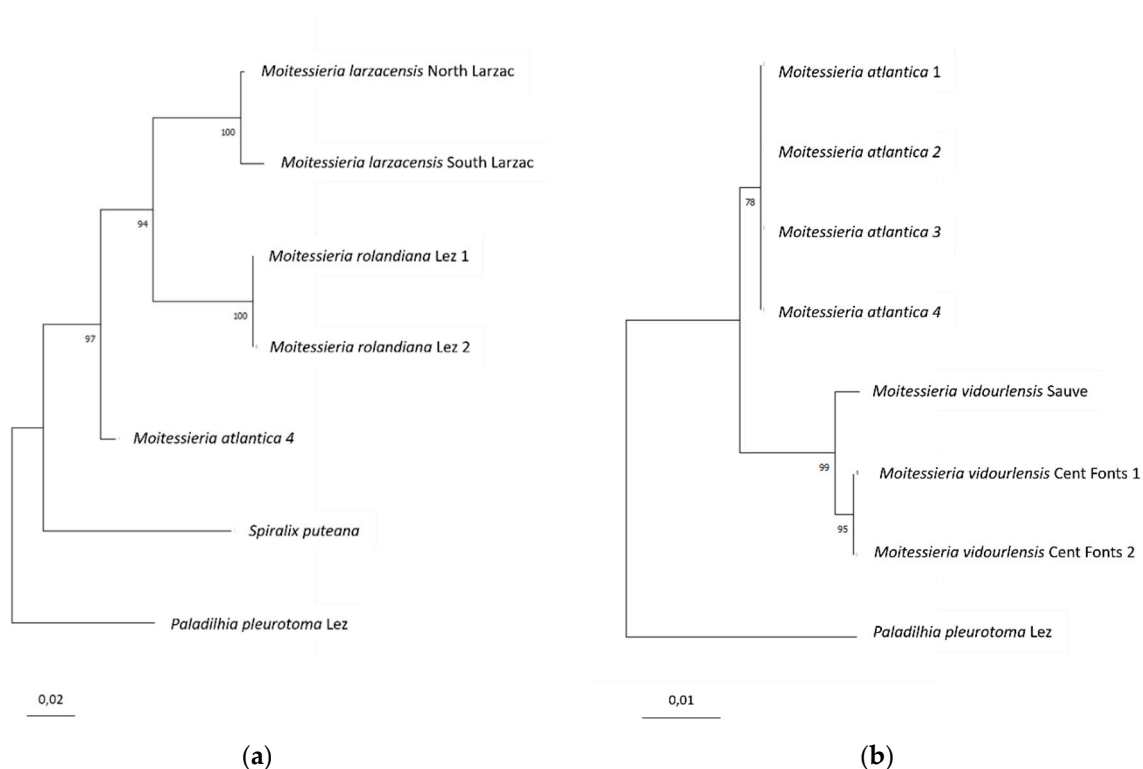 Moitessieria larzacensis North Larzac
100
Moitessieria larzacensis South Larzac
94
Moitessieria rolandiana Lez 1
100
Moitessieria rolandiana Lez 2
97
Moitessieria atlantica 4
Spiralix puteana
Paladilhia pleurotoma Lez
0,02
(a)
Moitessieria atlantica 1
Moitessieria atlantica 2
78
Moitessieria atlantica 3
Moitessieria atlantica 4
Moitessieria vidourlensis Sauve
99
Moitessieria vidourlensis Cent Fonts 1
95
Moitessieria vidourlensis Cent Fonts 2
Paladilhia pleurotoma Lez
0,01
(b)